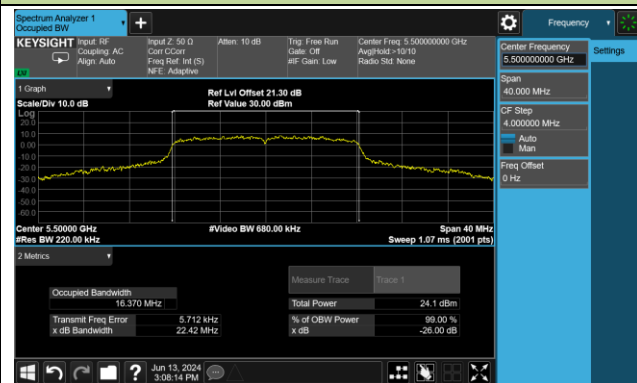 Spectrum Analyzer 1
Occupied BW
Frequency
KEYSIGHT
Input: RF
Coupling: AC
Align: Auto
Input Z: 50 Ω
Corr CCorr
Freq Ref: Int (S)
NFE: Adaptive
Atten: 10 dB
Trig: Free Run
Gate: Off
#IF Gain: Low
Center Freq: 5.500000000 GHz
Avg|Hold:>10/10
Radio Std: None
Center Frequency
5.500000000 GHz
Settings
Span
40.000 MHz
CF Step
4.000000 MHz
Auto
Man
Freq Offset
0 Hz
1 Graph
Scale/Div 10.0 dB
Ref Lvl Offset 21.30 dB
Ref Value 30.00 dBm
Log
20.0
10.0
0.00
-10.0
-20.0
-30.0
-40.0
-50.0
-60.0
Center 5.50000 GHz
#Res BW 220.00 kHz
#Video BW 680.00 kHz
Span 40 MHz
Sweep 1.07 ms (2001 pts)
2 Metrics
Measure Trace
Trace 1
Occupied Bandwidth
16.370 MHz
Total Power
24.1 dBm
Transmit Freq Error
5.712 kHz
% of OBW Power
99.00 %
x dB Bandwidth
22.42 MHz
x dB
-26.00 dB
?
Jun 13, 2024
3:08:14 PM